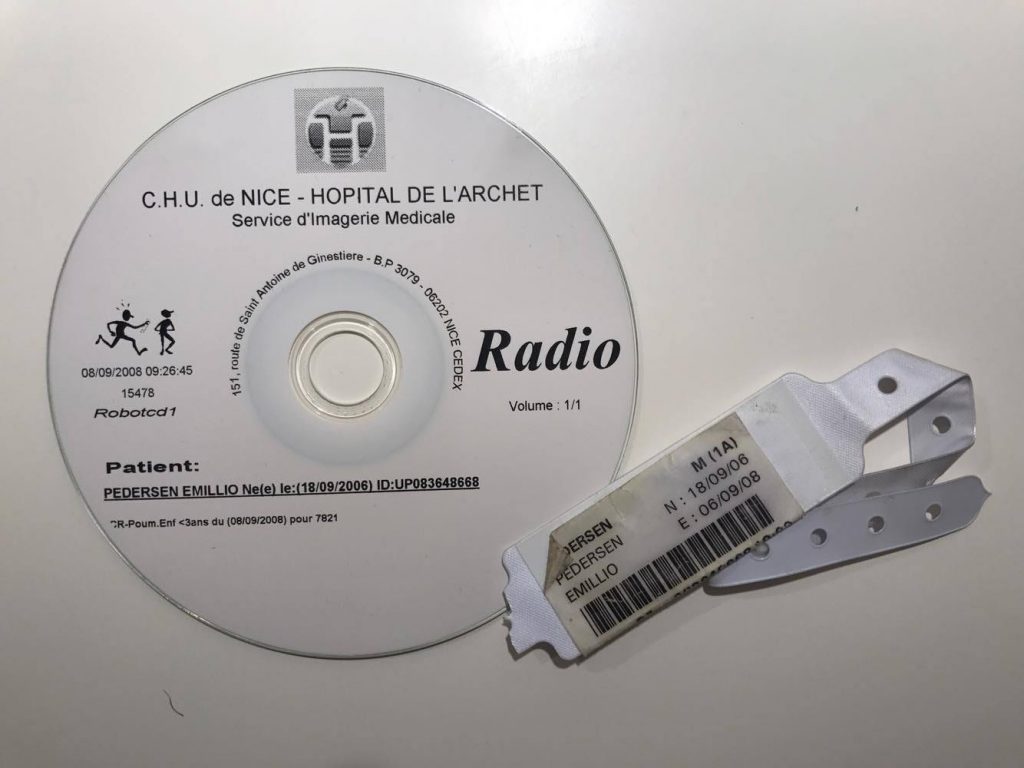 H
C.H.U. de NICE - HOPITAL DE L'ARCHET
Service d'Imagerie Medicale
151, route de Saint Antoine de Ginestiere - B,P 3079 - 06202 NICE CEDEX
Radio
08/09/2008 09:26:45
15478
Robotcd1
Volume : 1/1
Patient:
PEDERSEN EMILLIO Ne(e) le:(18/09/2006) ID:UP083648668
CR-Poum.Enf <3ans du (08/09/2008) pour 7821
M (1A)
N : 18/09/06
E : 06/09/08
DERSEN
PEDERSEN
EMILLIO